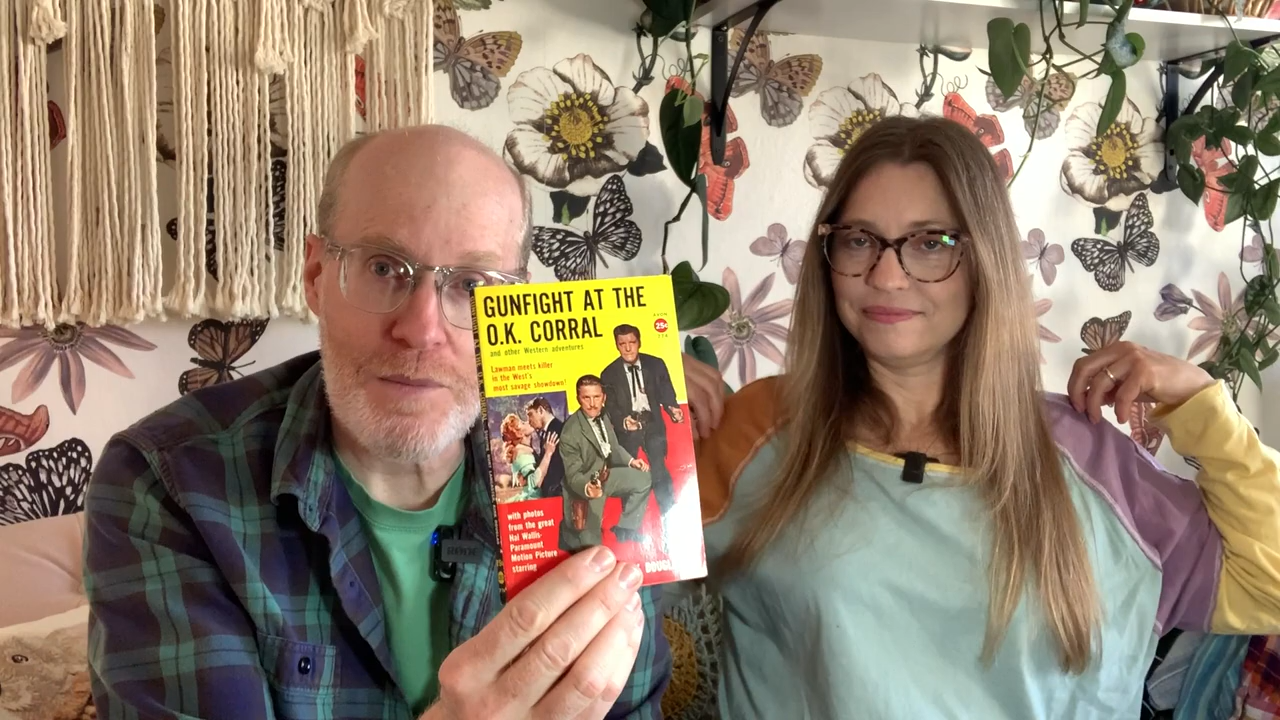 GUNFIGHT AT THE
O.K. CORRAL
and other Western adventures
25¢
Lawman meets killer
in the West's
most savage showdown!
with photos
from the great
Hal Wallis-
Paramount
Motion Picture
starring